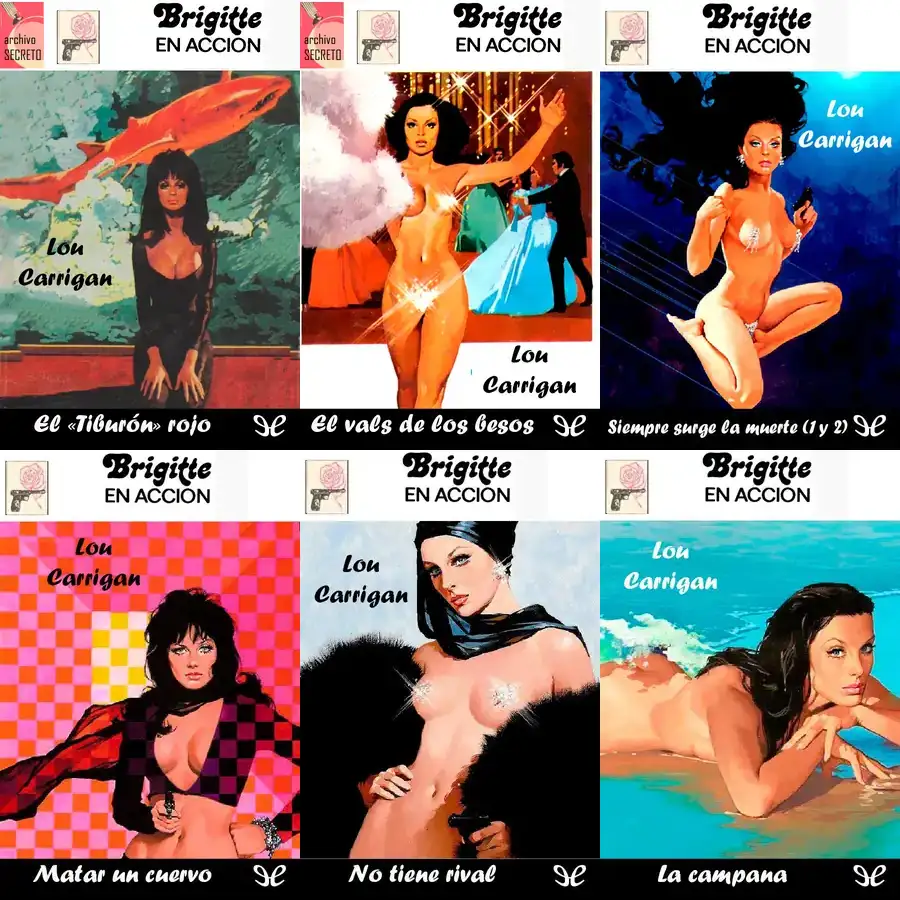 archivo
SECRETO
Brigitte
EN ACCION
Lou
Carrigan
El «Tiburón» rojo
archivo
SECRETO
Brigitte
EN ACCION
Lou
Carrigan
El vals de los besos
Brigitte
EN ACCION
Lou
Carrigan
Siempre surge la muerte (1 y 2)
Brigitte
EN ACCION
Lou
Carrigan
Matar un cuervo
Brigitte
EN ACCION
Lou
Carrigan
No tiene rival
Brigitte
EN ACCION
Lou
Carrigan
La campana